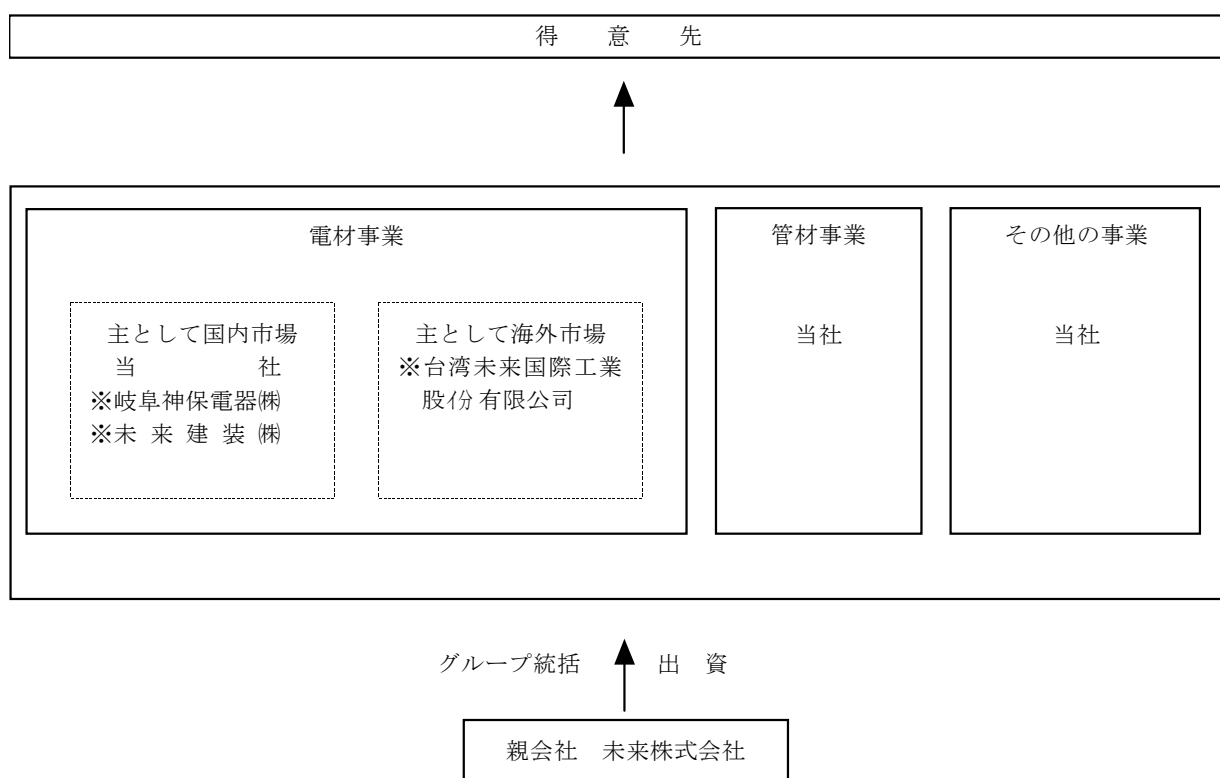 得意先
電材事業
主として国内市場
当社
※岐阜神保電器㈱
※未来建装㈱
主として海外市場
※台湾未来国際工業
股份有限公司
管材事業
当社
その他の事業
当社
グループ統括 出資
親会社 未来株式会社